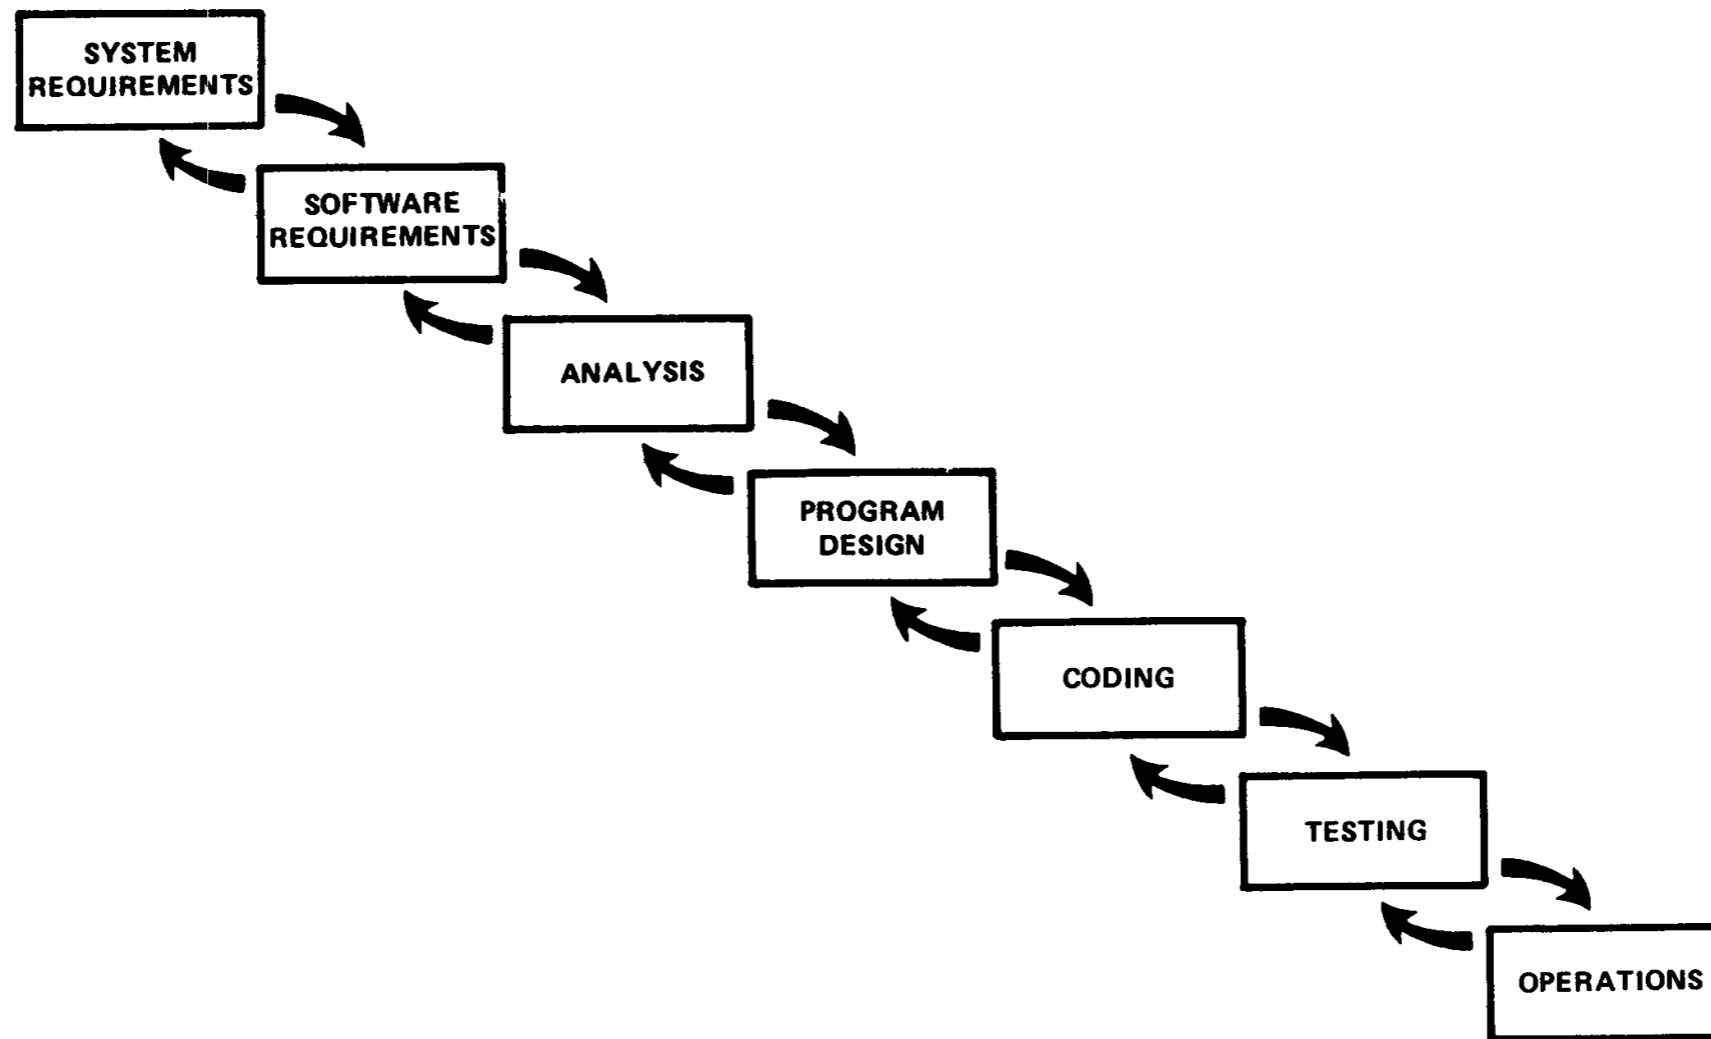 SYSTEM
REQUIREMENTS
SOFTWARE
REQUIREMENTS
ANALYSIS
PROGRAM
DESIGN
CODING
TESTING
OPERATIONS